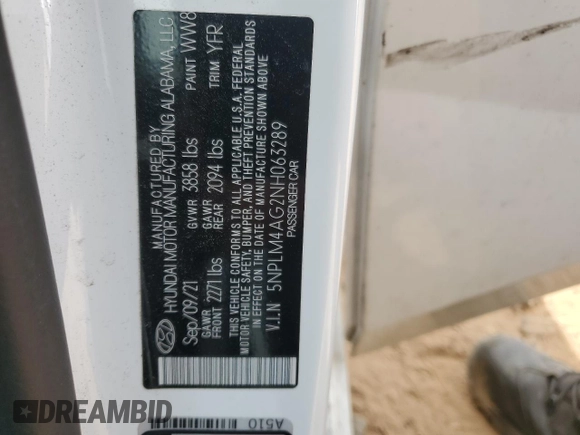 MANUFACTURED BY
HYUNDAI MOTOR MANUFACTURING ALABAMA, LLC
Sep/09/21 GVWR 3858 lbs PAINT WW8
GAWR FRONT 2271 lbs GAWR REAR 2094 lbs TRIM YFR
THIS VEHICLE CONFORMS TO ALL APPLICABLE U.S.A. FEDERAL
MOTOR VEHICLE SAFETY, BUMPER, AND THEFT PREVENTION STANDARDS
IN EFFECT ON THE DATE OF MANUFACTURE SHOWN ABOVE
V.I.N 5NPLM4AG2NH063289
PASSENGER CAR
A510
DREAMBID